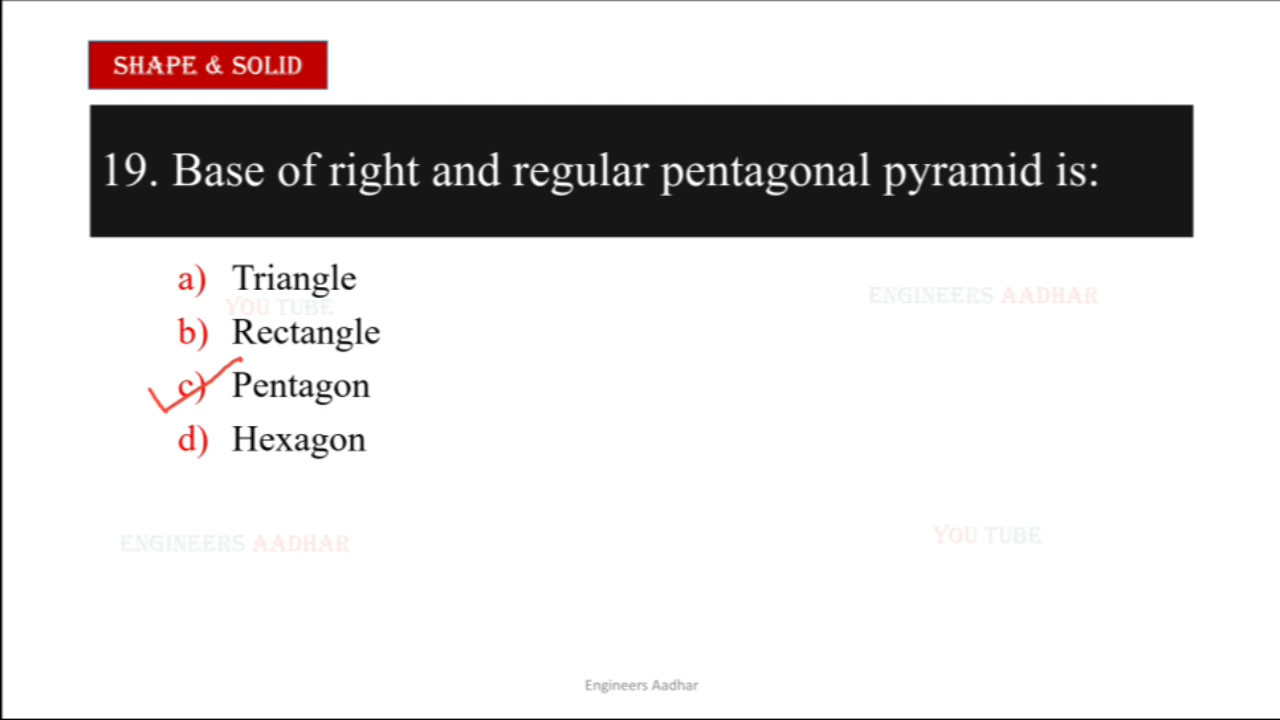 SHAPE & SOLID
19. Base of right and regular pentagonal pyramid is:
a) Triangle
YOU TUBE
ENGINEERS AADHAR
b) Rectangle
c) Pentagon
d) Hexagon
ENGINEERS AADHAR
YOU TUBE
Engineers Aadhar